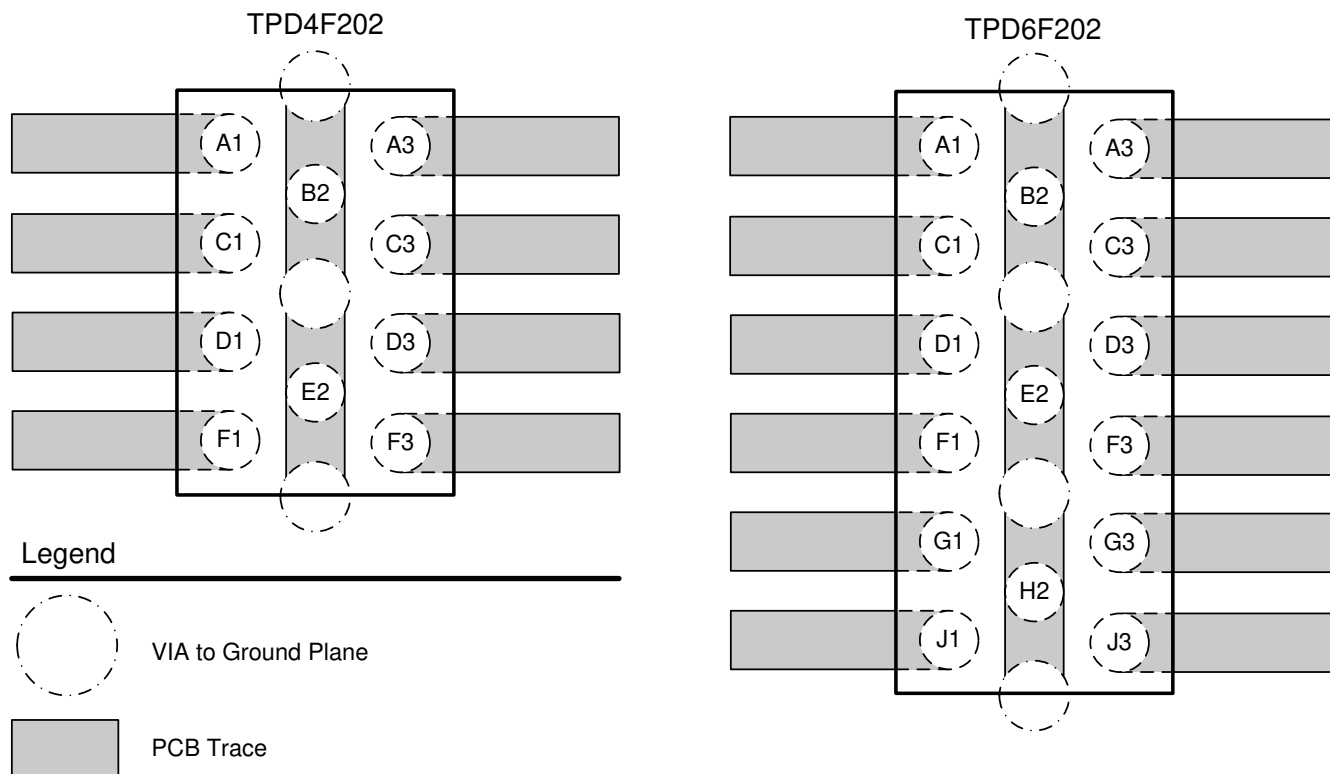 TPD4F202
A1
A3
B2
C1
C3
D1
D3
E2
F1
F3
Legend
VIA to Ground Plane
PCB Trace
TPD6F202
A1
A3
B2
C1
C3
D1
D3
E2
F1
F3
G1
G3
H2
J1
J3